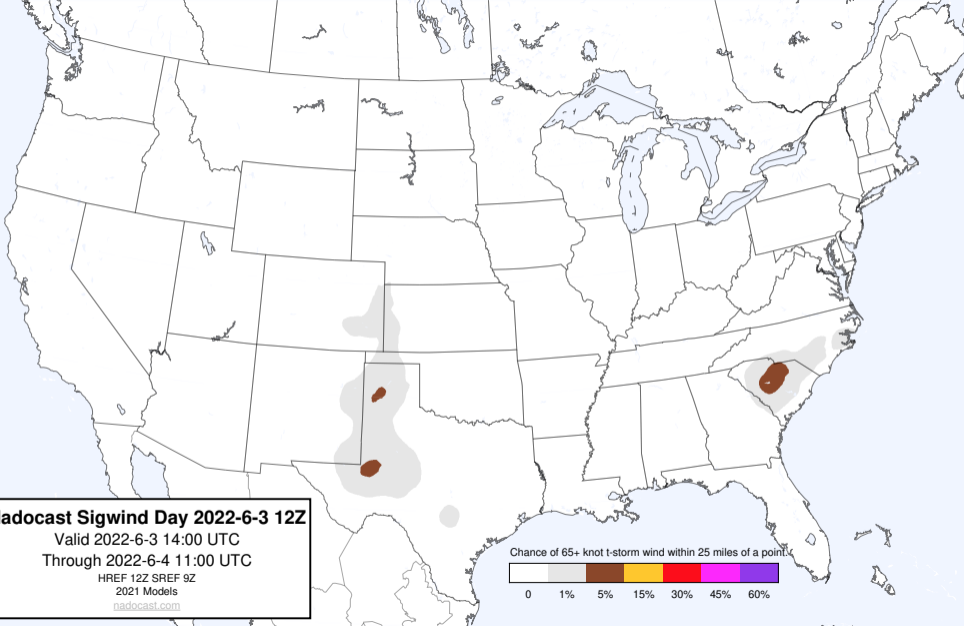 adocast Sigwind Day 2022-6-3 12Z
Valid 2022-6-3 14:00 UTC
Through 2022-6-4 11:00 UTC
HREF 12Z SREF 9Z
2021 Models
nadocast.com
Chance of 65+ knot t-storm wind within 25 miles of a point.
0 1% 5% 15% 30% 45% 60%